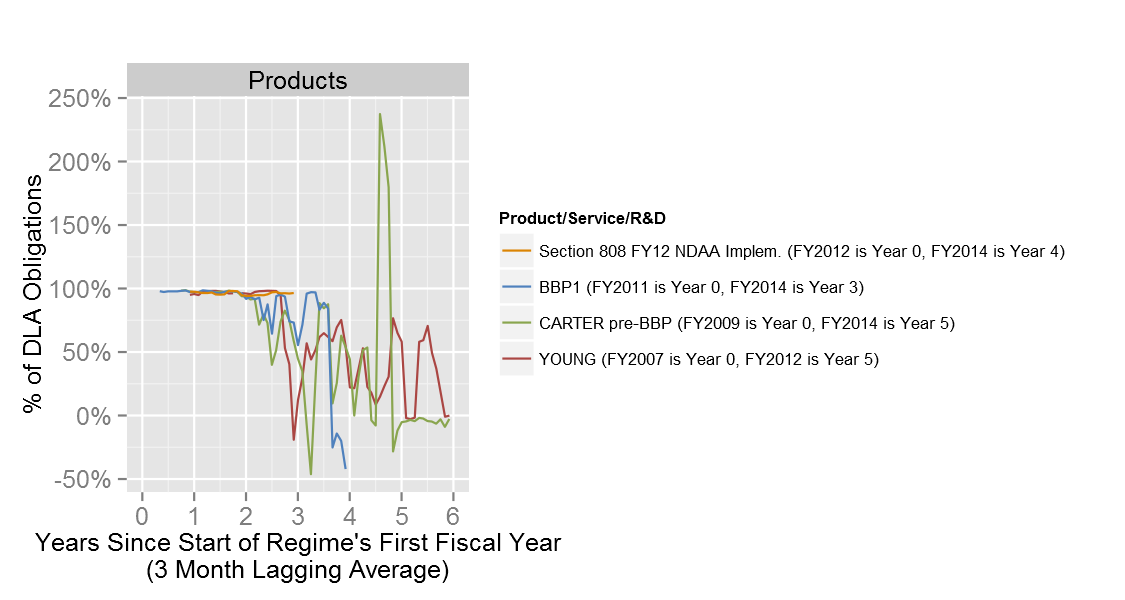 Products
250%
200%
150%
100%
50%
0%
-50%
% of DLA Obligations
0 1 2 3 4 5 6
Years Since Start of Regime's First Fiscal Year
(3 Month Lagging Average)
Product/Service/R&D
Section 808 FY12 NDAA Implem. (FY2012 is Year 0, FY2014 is Year 4)
BBP1 (FY2011 is Year 0, FY2014 is Year 3)
CARTER pre-BBP (FY2009 is Year 0, FY2014 is Year 5)
YOUNG (FY2007 is Year 0, FY2012 is Year 5)